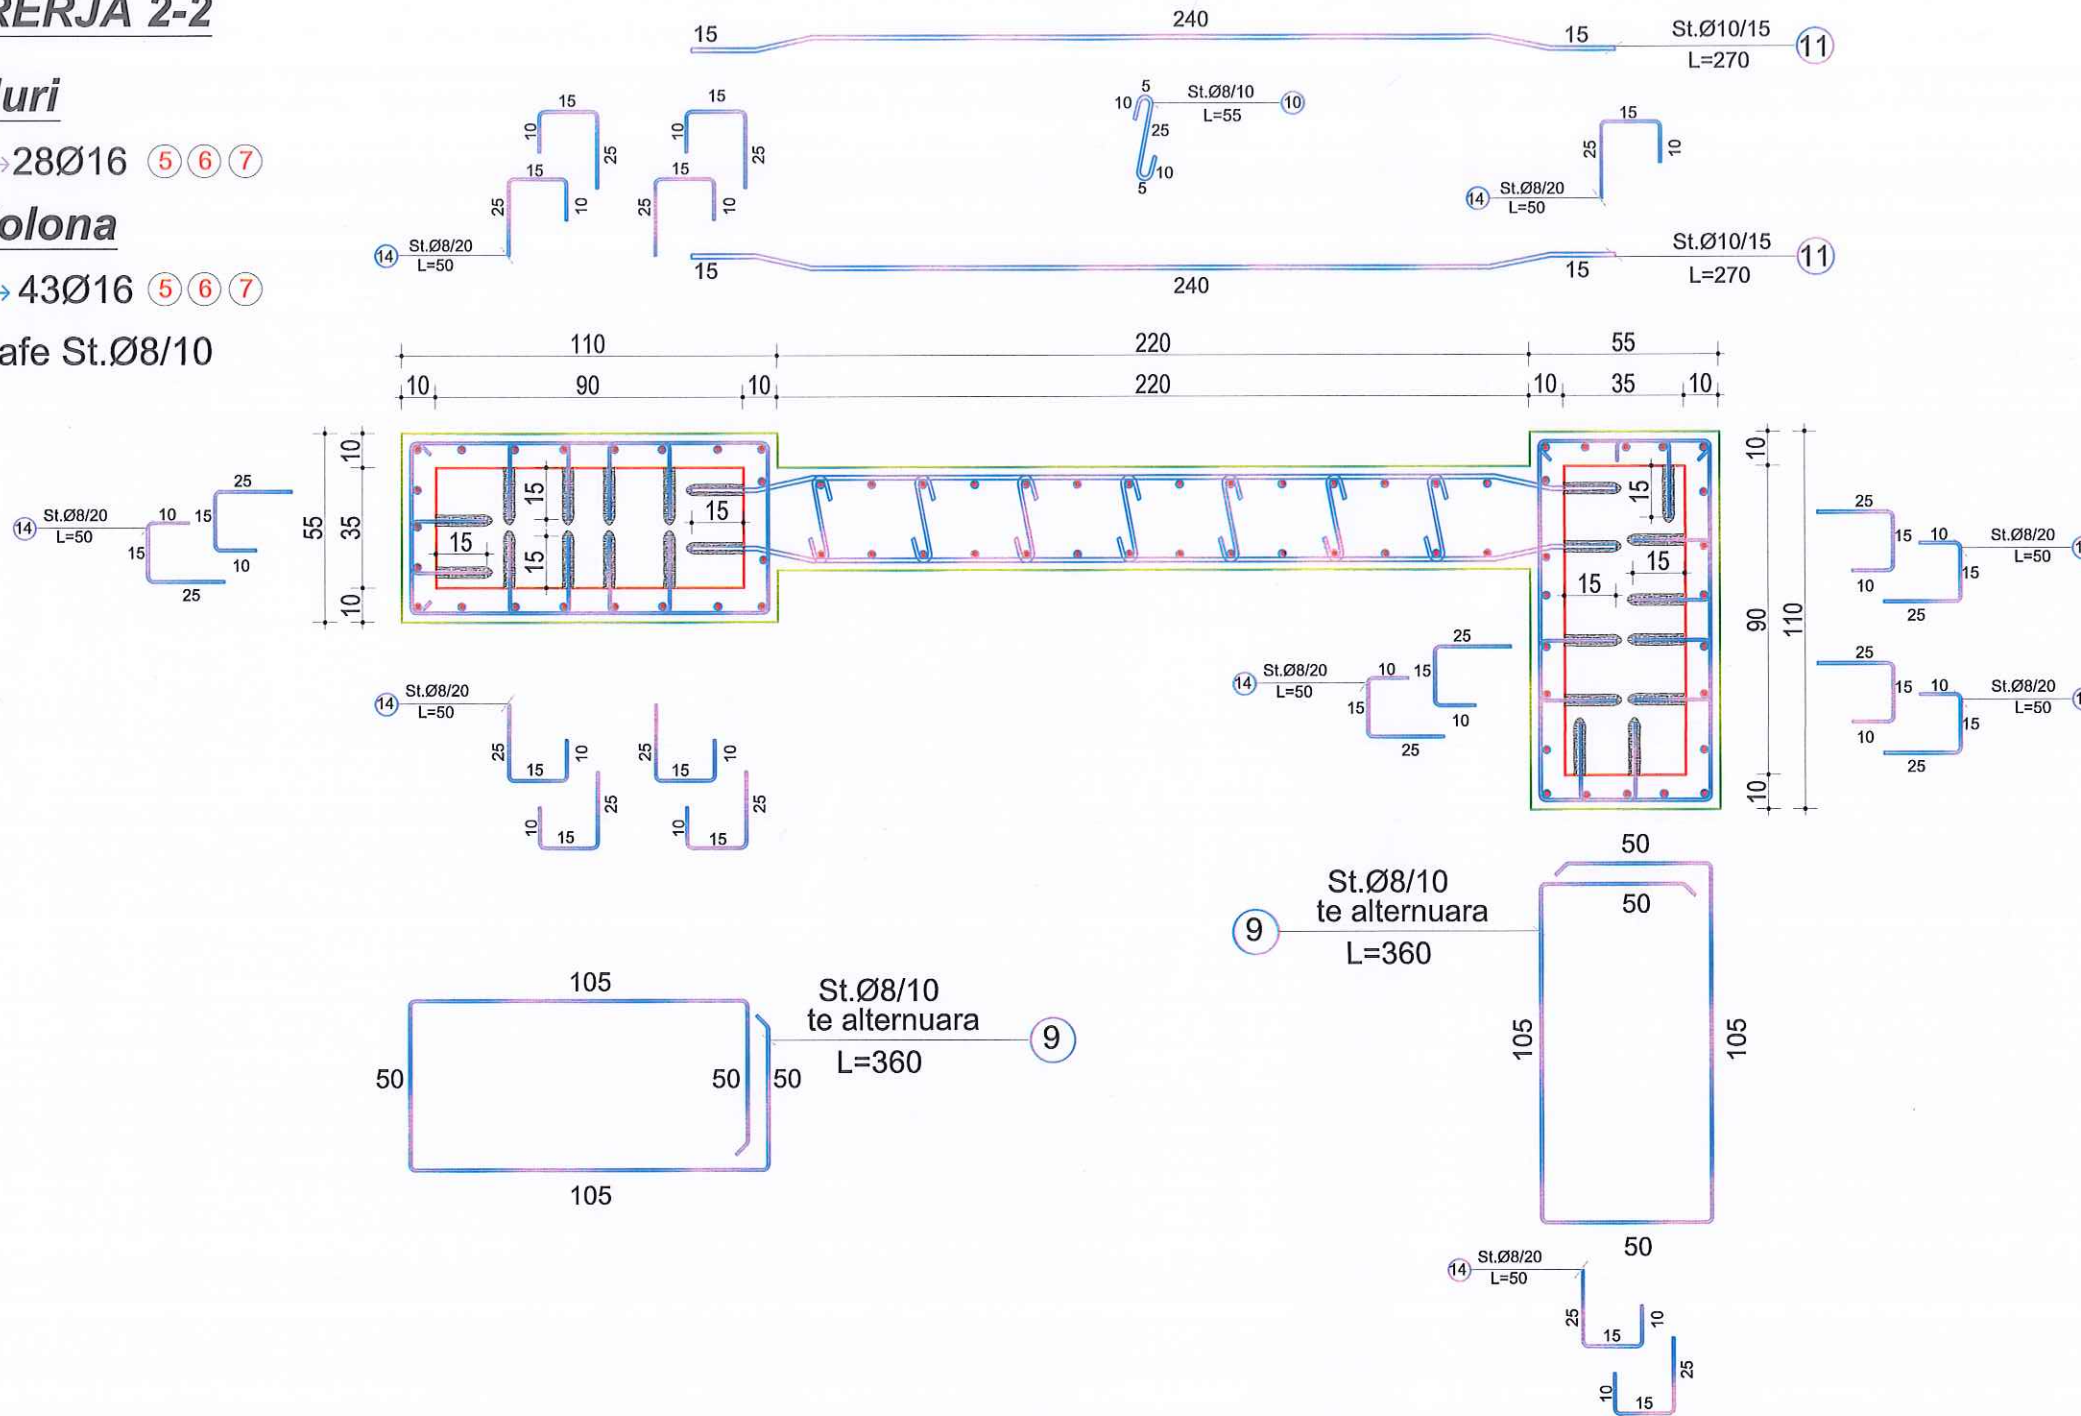 RERJA 2-2
uri
28Ø16 5 6 7
olona
43Ø16 5 6 7
afe St.Ø8/10
15 240 15 St.Ø10/15 11
L=270
15 15
10 25 10 25
15 15
25 10 10
14 St.Ø8/20
L=50
5 St.Ø8/10 10
10 L=55
25
10
5
15
25 10
14 St.Ø8/20
L=50
15 240 15 St.Ø10/15 11
L=270
110 220 55
10 90 10 220 10 35 10
55 10 35 10
15 15 15 15
15 15 15
10 90 10 110
25
14 St.Ø8/20 10 15
L=50 15 10
25
25
15 10 St.Ø8/20
L=50
10 15
25
25
15 10 St.Ø8/20
L=50
10 15
25
25
14 St.Ø8/20 10 15
L=50
15 10
25
14 St.Ø8/20
L=50
25 15 10 15 10
10 15 25 10 15 25
105
50 50 50
105
St.Ø8/10
te alternuara 9
L=360
50
50
St.Ø8/10
te alternuara
9 L=360
105 105
50
14 St.Ø8/20
L=50
25 15 10
10 15 25